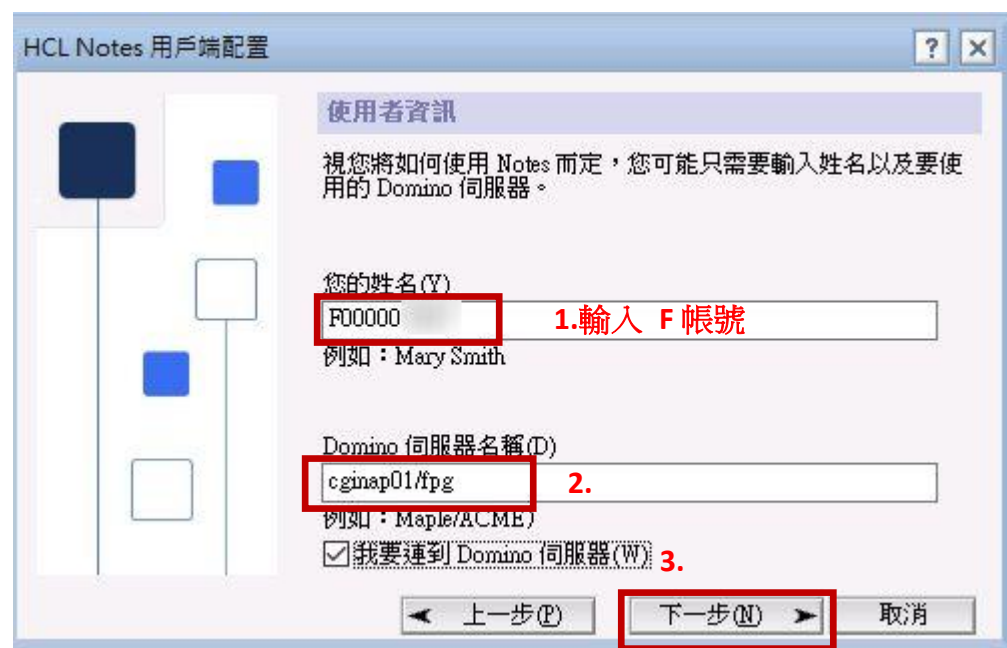 HCL Notes 用戶端配置
使用者資訊
視您將如何使用 Notes 而定，您可能只需要輸入姓名以及要使
用的 Domino 伺服器。
您的姓名(Y)
F00000 1.輸入 F 帳號
例如：Mary Smith
Domino 伺服器名稱(D)
cginap01/fpg 2.
例如：Maple/ACME)
我要連到 Domino 伺服器(W) 3.
上一步(P) 下一步(N) 取消